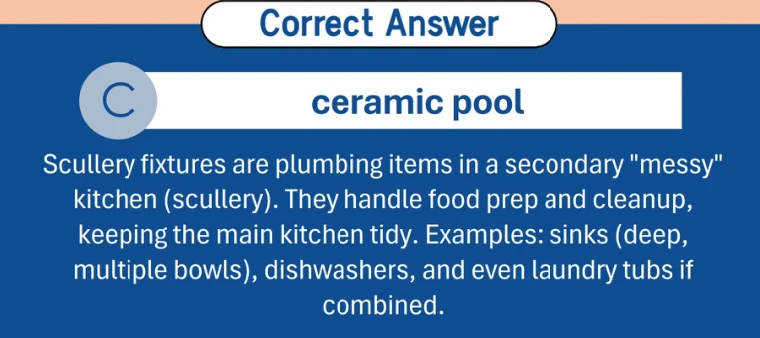 Correct Answer
C
ceramic pool
Scullery fixtures are plumbing items in a secondary "messy"
kitchen (scullery). They handle food prep and cleanup,
keeping the main kitchen tidy. Examples: sinks (deep,
multiple bowls), dishwashers, and even laundry tubs if
combined.